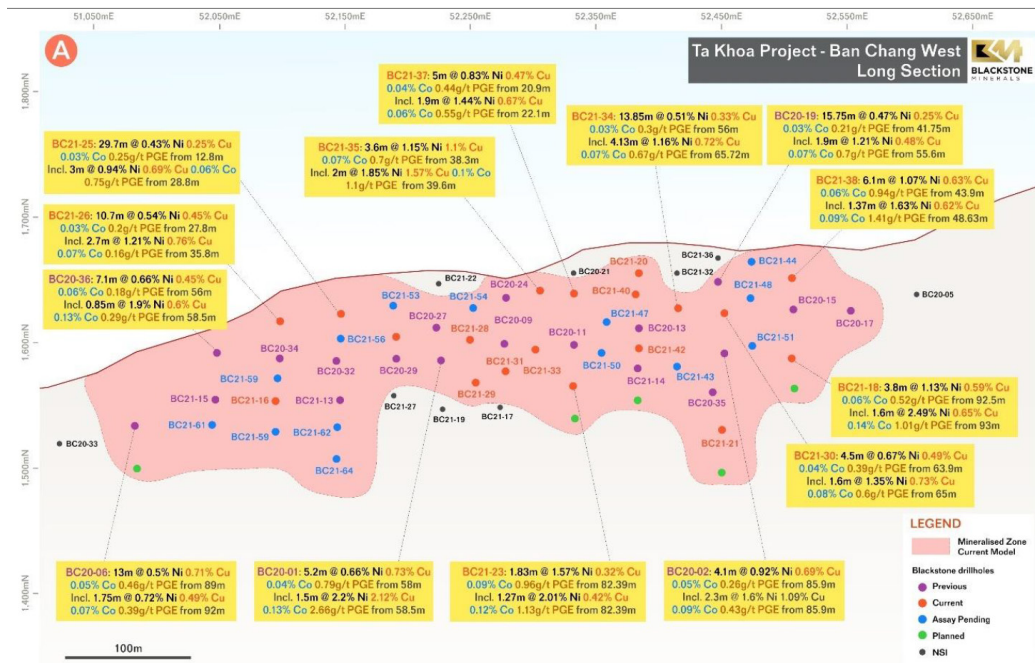 51,050mE
52,050mE
52,150mE
52,250mE
52,350mE
52,450mE
52,550mE
52,650mE
A
Ta Khoa Project - Ban Chang West
Long Section
BLACKSTONE
MINERALS
1,800mN
1,700mN
1,600mN
1,500mN
1,400mN
BC21-37: 5m @ 0.83% Ni 0.47% Cu
0.04% Co 0.44g/t PGE from 20.9m
Incl. 1.9m @ 1.44% Ni 0.67% Cu
0.06% Co 0.55g/t PGE from 22.1m
BC21-34: 13.85m @ 0.51% Ni 0.33% Cu
0.03% Co 0.3g/t PGE from 56m
Incl. 4.13m @ 1.16% Ni 0.72% Cu
0.07% Co 0.67g/t PGE from 65.72m
BC20-19: 15.75m @ 0.47% Ni 0.25% Cu
0.03% Co 0.21g/t PGE from 41.75m
Incl. 1.9m @ 1.21% Ni 0.48% Cu
0.07% Co 0.7g/t PGE from 55.6m
BC21-25: 29.7m @ 0.43% Ni 0.25% Cu
0.03% Co 0.25g/t PGE from 12.8m
Incl. 3m @ 0.94% Ni 0.69% Cu 0.06% Co
0.75g/t PGE from 28.8m
BC21-35: 3.6m @ 1.15% Ni 1.1% Cu
0.07% Co 0.7g/t PGE from 38.3m
Incl. 2m @ 1.85% Ni 1.57% Cu 0.1% Co
1.1g/t PGE from 39.6m
BC21-38: 6.1m @ 1.07% Ni 0.63% Cu
0.06% Co 0.94g/t PGE from 43.9m
Incl. 1.37m @ 1.63% Ni 0.62% Cu
0.09% Co 1.41g/t PGE from 48.63m
BC21-26: 10.7m @ 0.54% Ni 0.45% Cu
0.03% Co 0.2g/t PGE from 27.8m
Incl. 2.7m @ 1.21% Ni 0.76% Cu
0.07% Co 0.16g/t PGE from 35.8m
BC20-36: 7.1m @ 0.66% Ni 0.45% Cu
0.06% Co 0.18g/t PGE from 56m
Incl. 0.85m @ 1.9% Ni 0.6% Cu
0.13% Co 0.29g/t PGE from 58.5m
BC21-36
BC21-20
BC21-44
BC20-21
BC21-32
BC21-22
BC20-24
BC21-48
BC21-53
BC21-54
BC21-40
BC20-15
BC20-05
BC20-27
BC20-09
BC21-47
BC20-17
BC21-28
BC20-11
BC20-13
BC21-56
BC21-51
BC20-34
BC21-42
BC21-31
BC21-33
BC21-50
BC20-32
BC20-29
BC21-59
BC21-43
BC21-14
BC21-29
BC21-15
BC21-16
BC21-13
BC21-27
BC20-35
BC21-19
BC21-17
BC21-61
BC21-59
BC21-62
BC21-21
BC20-33
BC21-64
BC21-18: 3.8m @ 1.13% Ni 0.59% Cu
0.06% Co 0.52g/t PGE from 92.5m
Incl. 1.6m @ 2.49% Ni 0.65% Cu
0.14% Co 1.01g/t PGE from 93m
BC21-30: 4.5m @ 0.67% Ni 0.49% Cu
0.04% Co 0.39g/t PGE from 63.9m
Incl. 1.6m @ 1.35% Ni 0.73% Cu
0.08% Co 0.6g/t PGE from 65m
BC20-06: 13m @ 0.5% Ni 0.71% Cu
0.05% Co 0.46g/t PGE from 89m
Incl. 1.75m @ 0.72% Ni 0.49% Cu
0.07% Co 0.39g/t PGE from 92m
BC20-01: 5.2m @ 0.66% Ni 0.73% Cu
0.04% Co 0.79g/t PGE from 58m
Incl. 1.5m @ 2.2% Ni 2.12% Cu
0.13% Co 2.66g/t PGE from 58.5m
BC21-23: 1.83m @ 1.57% Ni 0.32% Cu
0.09% Co 0.96g/t PGE from 82.39m
Incl. 1.27m @ 2.01% Ni 0.42% Cu
0.12% Co 1.13g/t PGE from 82.39m
BC20-02: 4.1m @ 0.92% Ni 0.69% Cu
0.05% Co 0.26g/t PGE from 85.9m
Incl. 2.3m @ 1.6% Ni 1.09% Cu
0.09% Co 0.43g/t PGE from 85.9m
LEGEND
Mineralised Zone
Current Model
Blackstone drillholes
Previous
Current
Assay Pending
Planned
NSI
100m